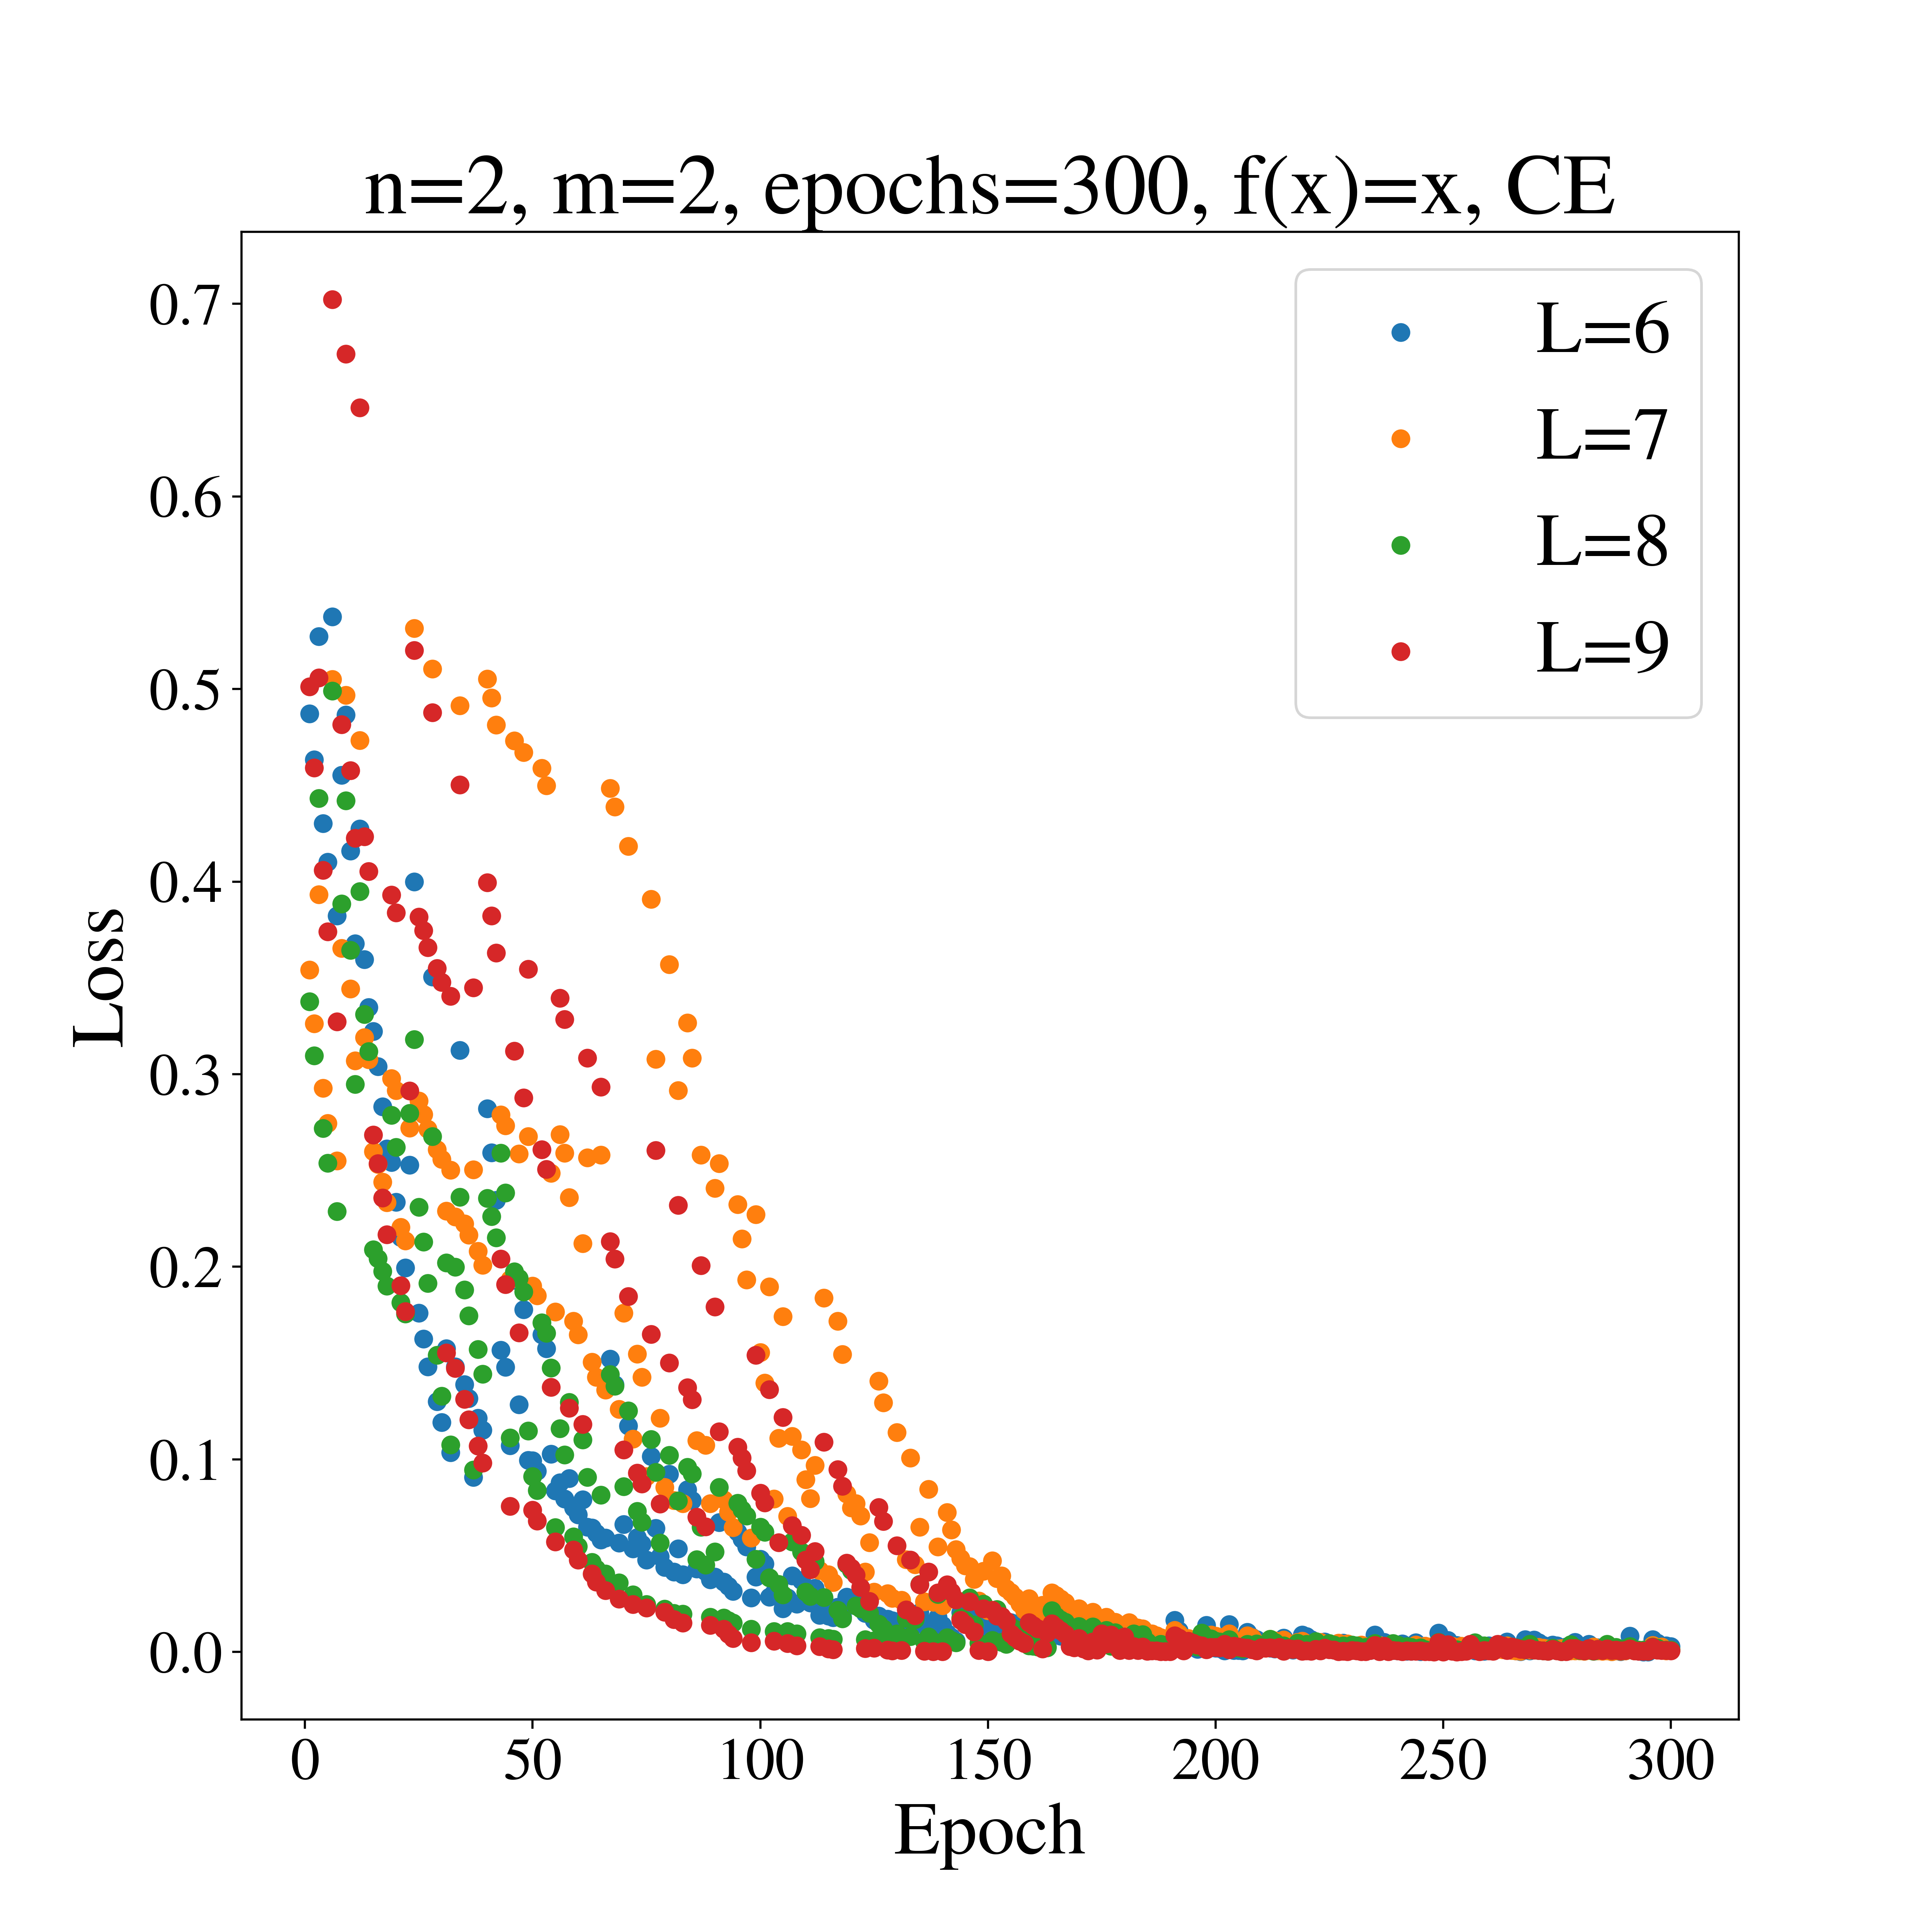 n=2, m=2, epochs=300, f(x)=x, CE
L=6
L=7
L=8
L=9
0.7
0.6
0.5
0.4
0.3
0.2
0.1
0.0
Loss
0 50 100 150 200 250 300
Epoch